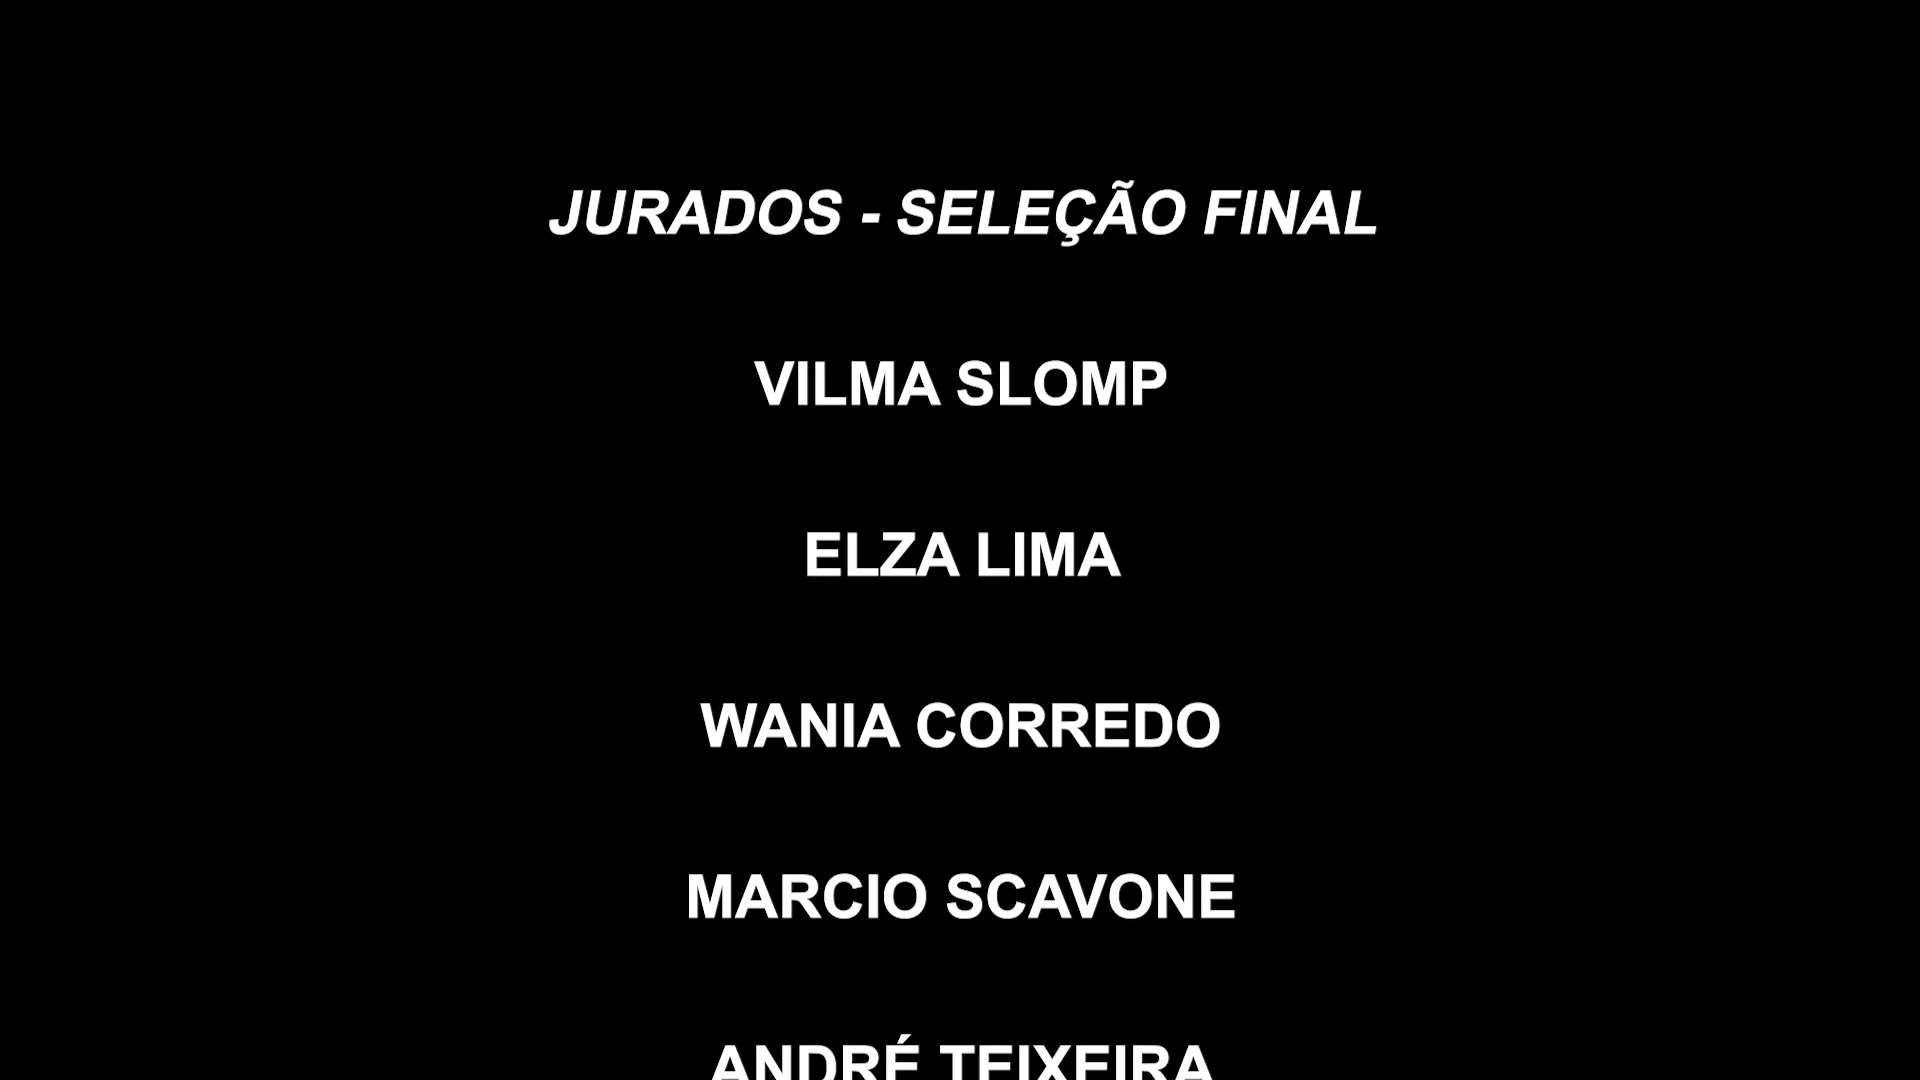 JURADOS - SELEÇÃO FINAL
VILMA SLOMP
ELZA LIMA
WANIA CORREDO
MARCIO SCAVONE
ANDRÉ TEIXEIRA